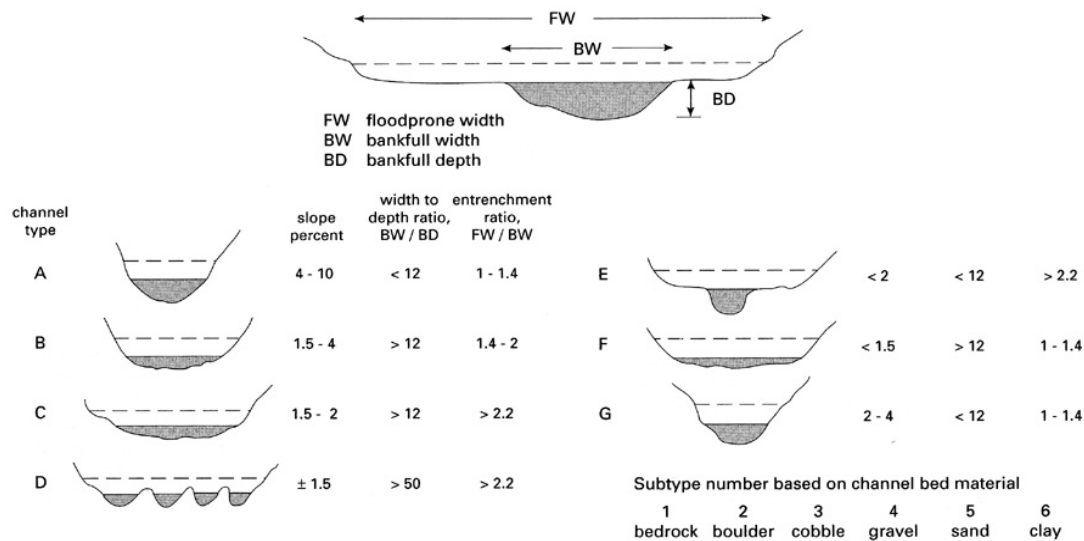 FW
BW
BD
FW floodprone width
BW bankfull width
BD bankfull depth
channel type
slope percent
width to depth ratio, BW / BD
entrenchment ratio, FW / BW
A 4 - 10 < 12 1 - 1.4
B 1.5 - 4 > 12 1.4 - 2
C 1.5 - 2 > 12 > 2.2
D ± 1.5 > 50 > 2.2
E < 2 < 12 > 2.2
F < 1.5 > 12 1 - 1.4
G 2 - 4 < 12 1 - 1.4
Subtype number based on channel bed material
1 2 3 4 5 6
bedrock boulder cobble gravel sand clay